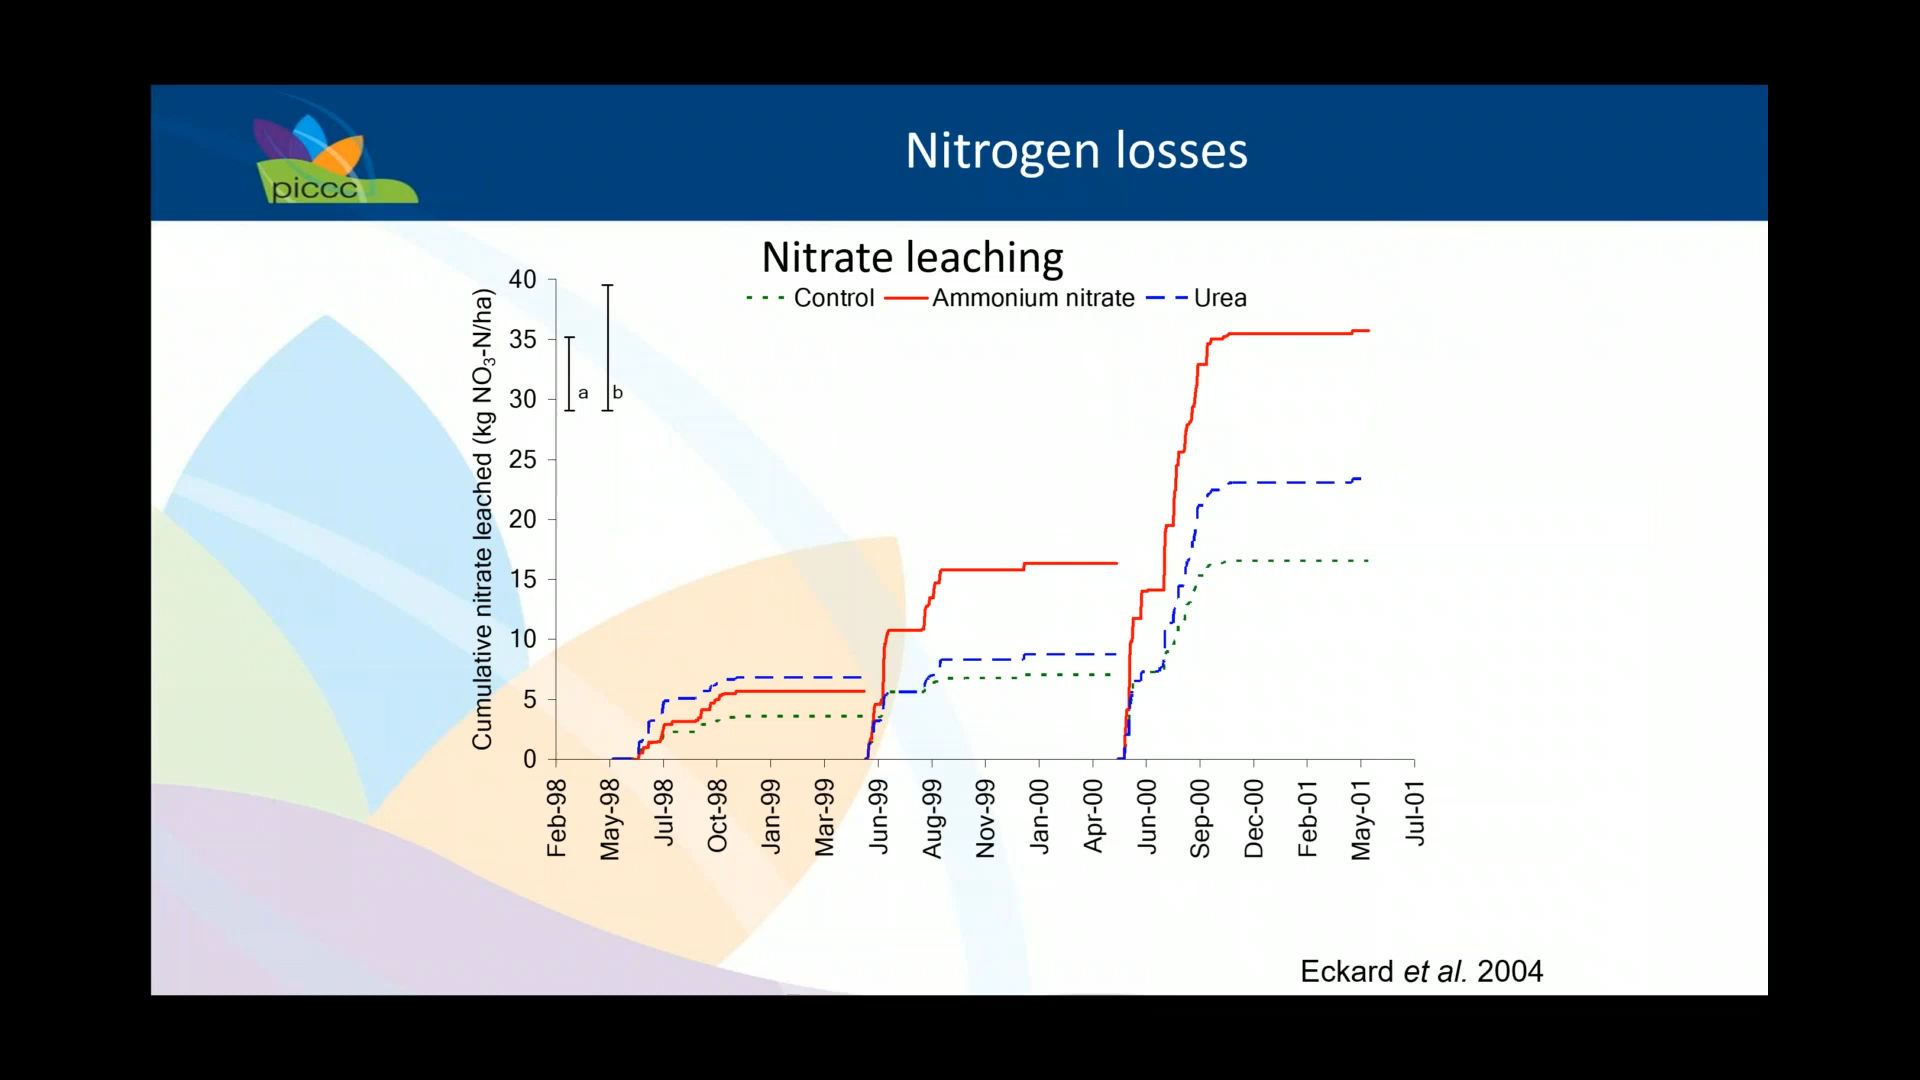 piccc
Nitrogen losses
Nitrate leaching
Control Ammonium nitrate Urea
Cumulative nitrate leached (kg NO₃-N/ha)
40
35
30
25
20
15
10
5
0
a
b
Feb-98
May-98
Jul-98
Oct-98
Jan-99
Mar-99
Jun-99
Aug-99
Nov-99
Jan-00
Apr-00
Jun-00
Sep-00
Dec-00
Feb-01
May-01
Jul-01
Eckard et al. 2004